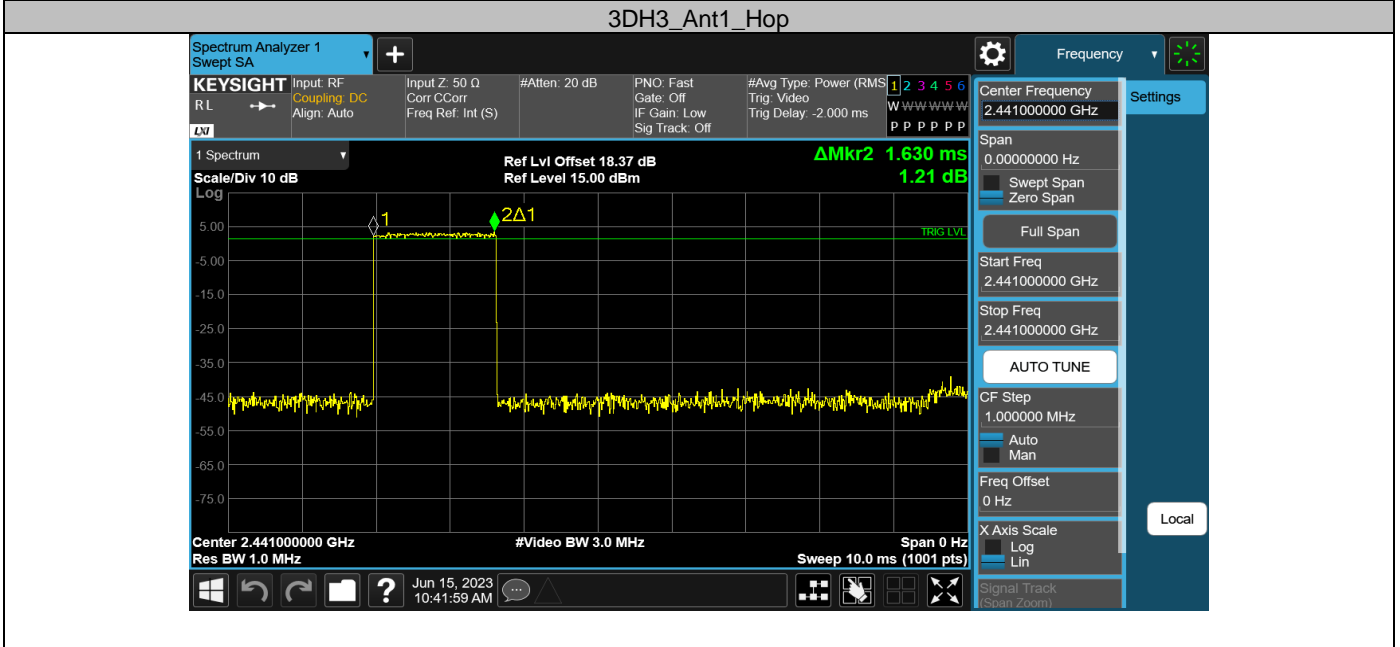 3DH3_Ant1_Hop
Spectrum Analyzer 1
Swept SA
+
Frequency
KEYSIGHT
RL
LXI
Input: RF
Coupling: DC
Align: Auto
Input Z: 50 Ω
Corr CCorr
Freq Ref: Int (S)
#Atten: 20 dB
PNO: Fast
Gate: Off
IF Gain: Low
Sig Track: Off
#Avg Type: Power (RMS
Trig: Video
Trig Delay: -2.000 ms
1 2 3 4 5 6
W W W W W W
P P P P P P
1 Spectrum
Scale/Div 10 dB
Log
Ref Lvl Offset 18.37 dB
Ref Level 15.00 dBm
ΔMkr2 1.630 ms
1.21 dB
1
2Δ1
TRIG LVL
5.00
-5.00
-15.0
-25.0
-35.0
-45.0
-55.0
-65.0
-75.0
Center 2.441000000 GHz
Res BW 1.0 MHz
#Video BW 3.0 MHz
Span 0 Hz
Sweep 10.0 ms (1001 pts)
?
Jun 15, 2023
10:41:59 AM
Center Frequency
2.441000000 GHz
Span
0.00000000 Hz
Swept Span
Zero Span
Full Span
Start Freq
2.441000000 GHz
Stop Freq
2.441000000 GHz
AUTO TUNE
CF Step
1.000000 MHz
Auto
Man
Freq Offset
0 Hz
X Axis Scale
Log
Lin
Signal Track
(Span Zoom)
Settings
Local